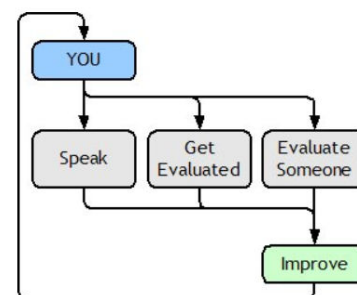 YOU
Speak
Get
Evaluated
Evaluate
Someone
Improve